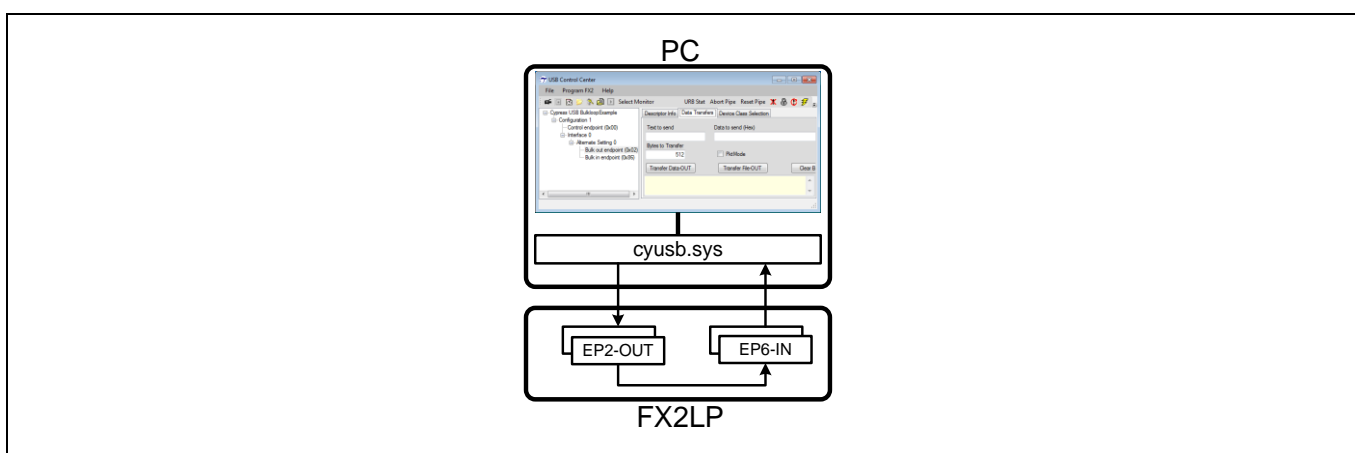 PC
USB Control Center
File Program FX2 Help
Select Monitor URB Stat Abort Pipe Reset Pipe
Cypress USB BulkloopExample
Configuration 1
Control endpoint (0x00)
Interface 0
Alternate Setting 0
Bulk out endpoint (0x02)
Bulk in endpoint (0x86)
Descriptor Info Data Transfers Device Class Selection
Text to send Data to send (Hex)
Bytes to Transfer
512 PktMode
Transfer Data-OUT Transfer File-OUT Clear B
cyusb.sys
EP2-OUT EP6-IN
FX2LP